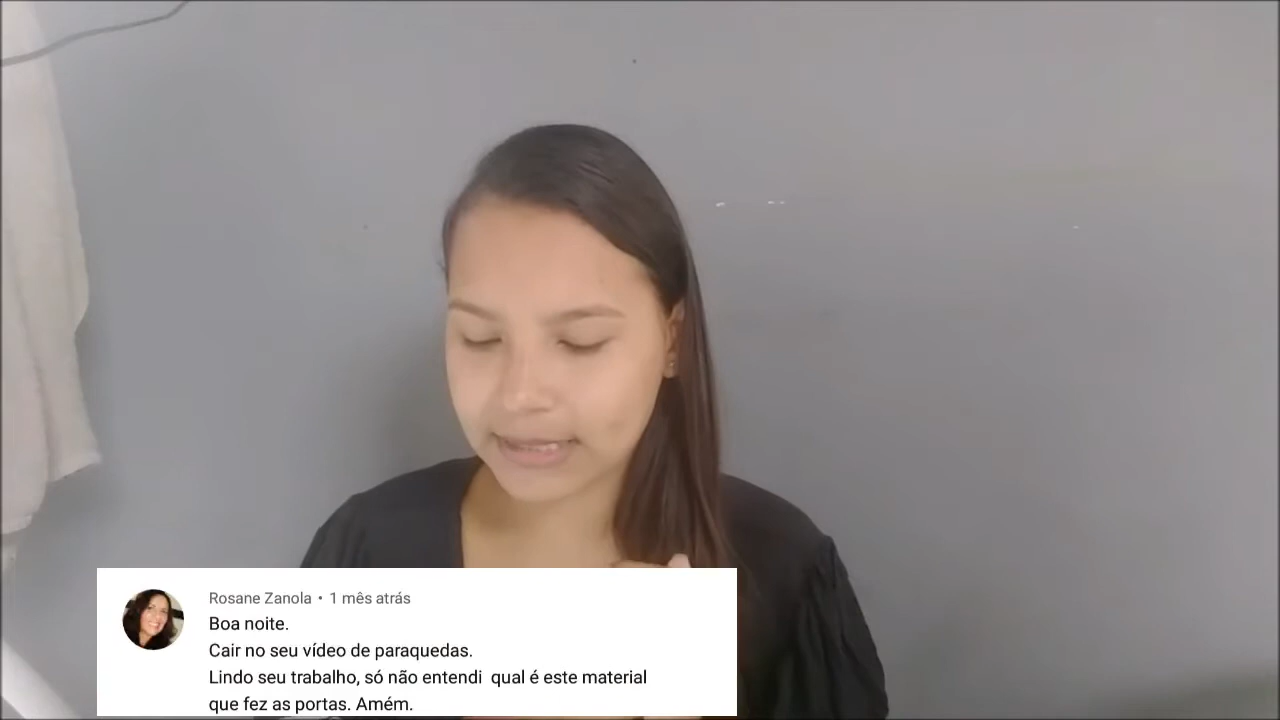 Rosane Zanola • 1 mês atrás
Boa noite.
Cair no seu vídeo de paraquedas.
Lindo seu trabalho, só não entendi qual é este material
que fez as portas. Amém.